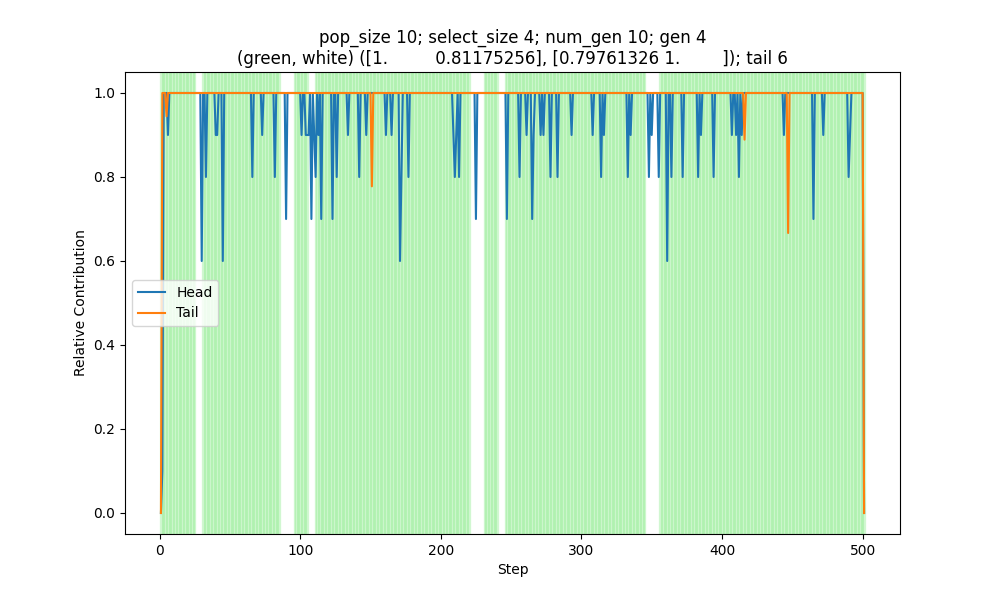 pop_size 10; select_size 4; num_gen 10; gen 4
(green, white) ([1.         0.81175256], [0.79761326 1.        ]); tail 6
1.0
0.8
0.6
0.4
0.2
0.0
Relative Contribution
Head
Tail
0
100
200
300
400
500
Step